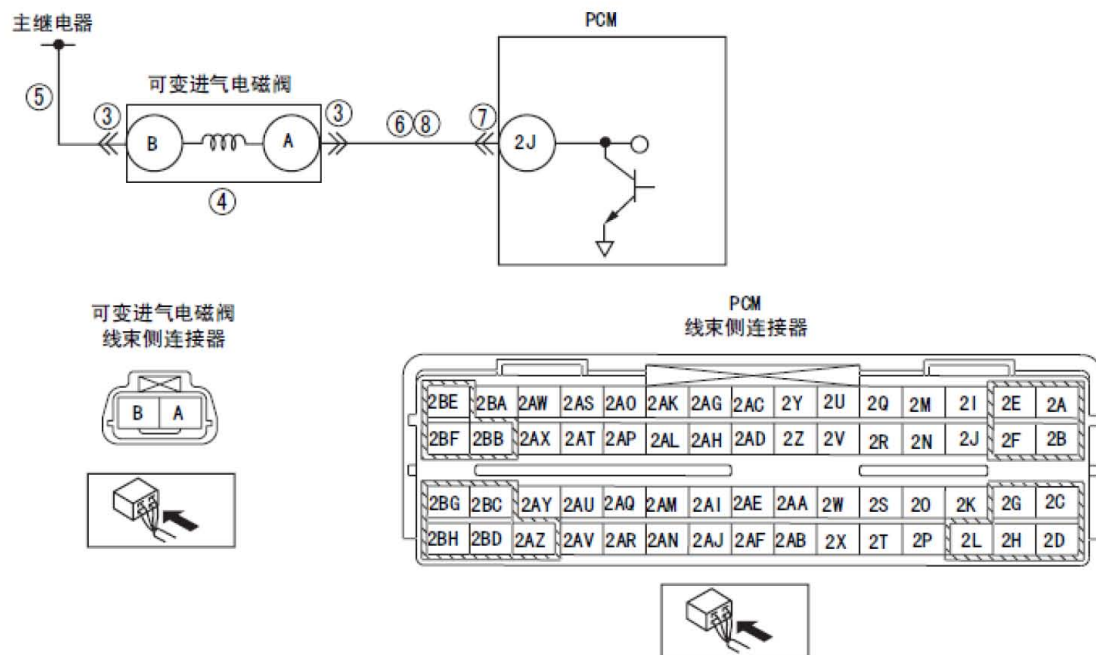 主继电器
PCM
可变进气电磁阀
⑤
③
③
⑥⑧
⑦
B
A
2J
④
可变进气电磁阀
线束侧连接器
PCM
线束侧连接器
B A
2BE 2BA 2AW 2AS 2AO 2AK 2AG 2AC 2Y 2U 2Q 2M 2I 2E 2A
2BF 2BB 2AX 2AT 2AP 2AL 2AH 2AD 2Z 2V 2R 2N 2J 2F 2B
2BG 2BC 2AY 2AU 2AQ 2AM 2AI 2AE 2AA 2W 2S 2O 2K 2G 2C
2BH 2BD 2AZ 2AV 2AR 2AN 2AJ 2AF 2AB 2X 2T 2P 2L 2H 2D